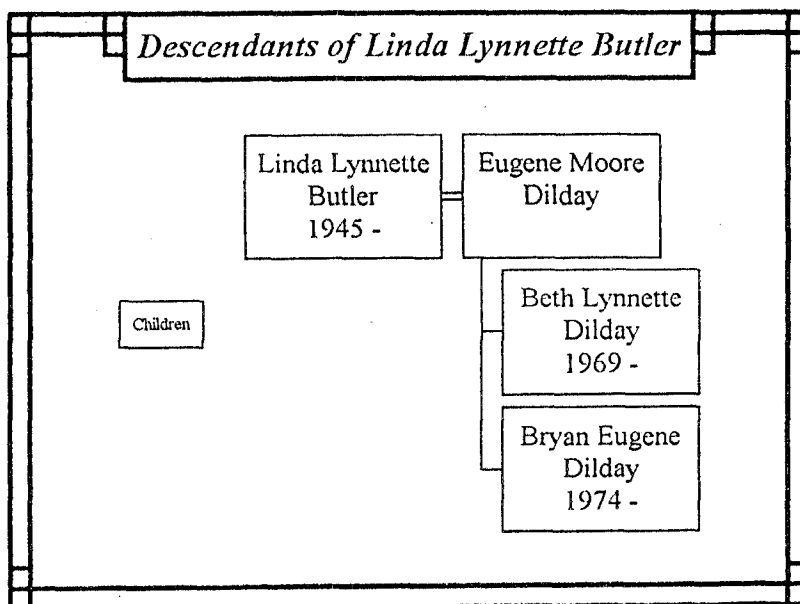 Descendants of Linda Lynnette Butler
Linda Lynnette
Butler
1945 -
Eugene Moore
Dilday
Children
Beth Lynnette
Dilday
1969 -
Bryan Eugene
Dilday
1974 -